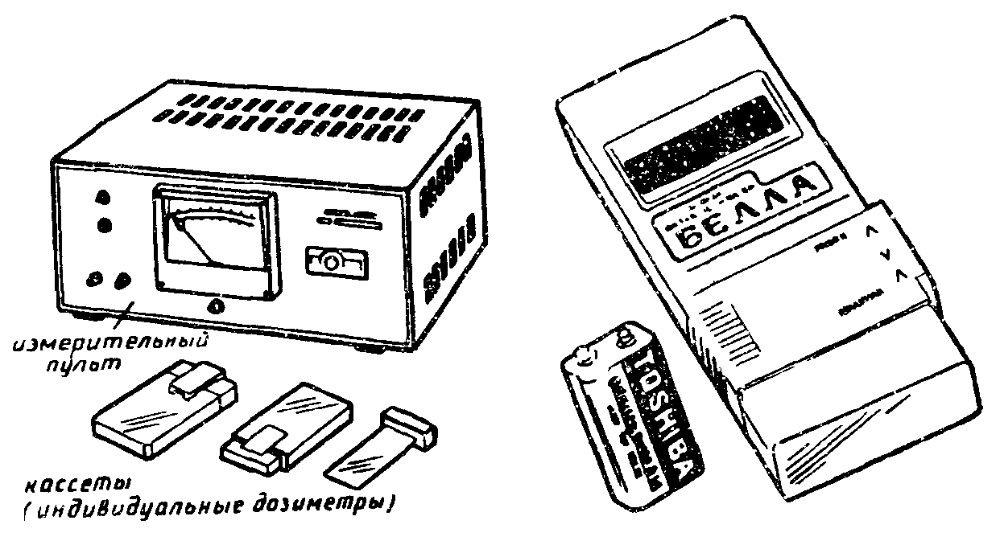 измерительный
пульт
кассеты
(индивидуальные дозиметры)
БЕЛЛА
TOSHIBA